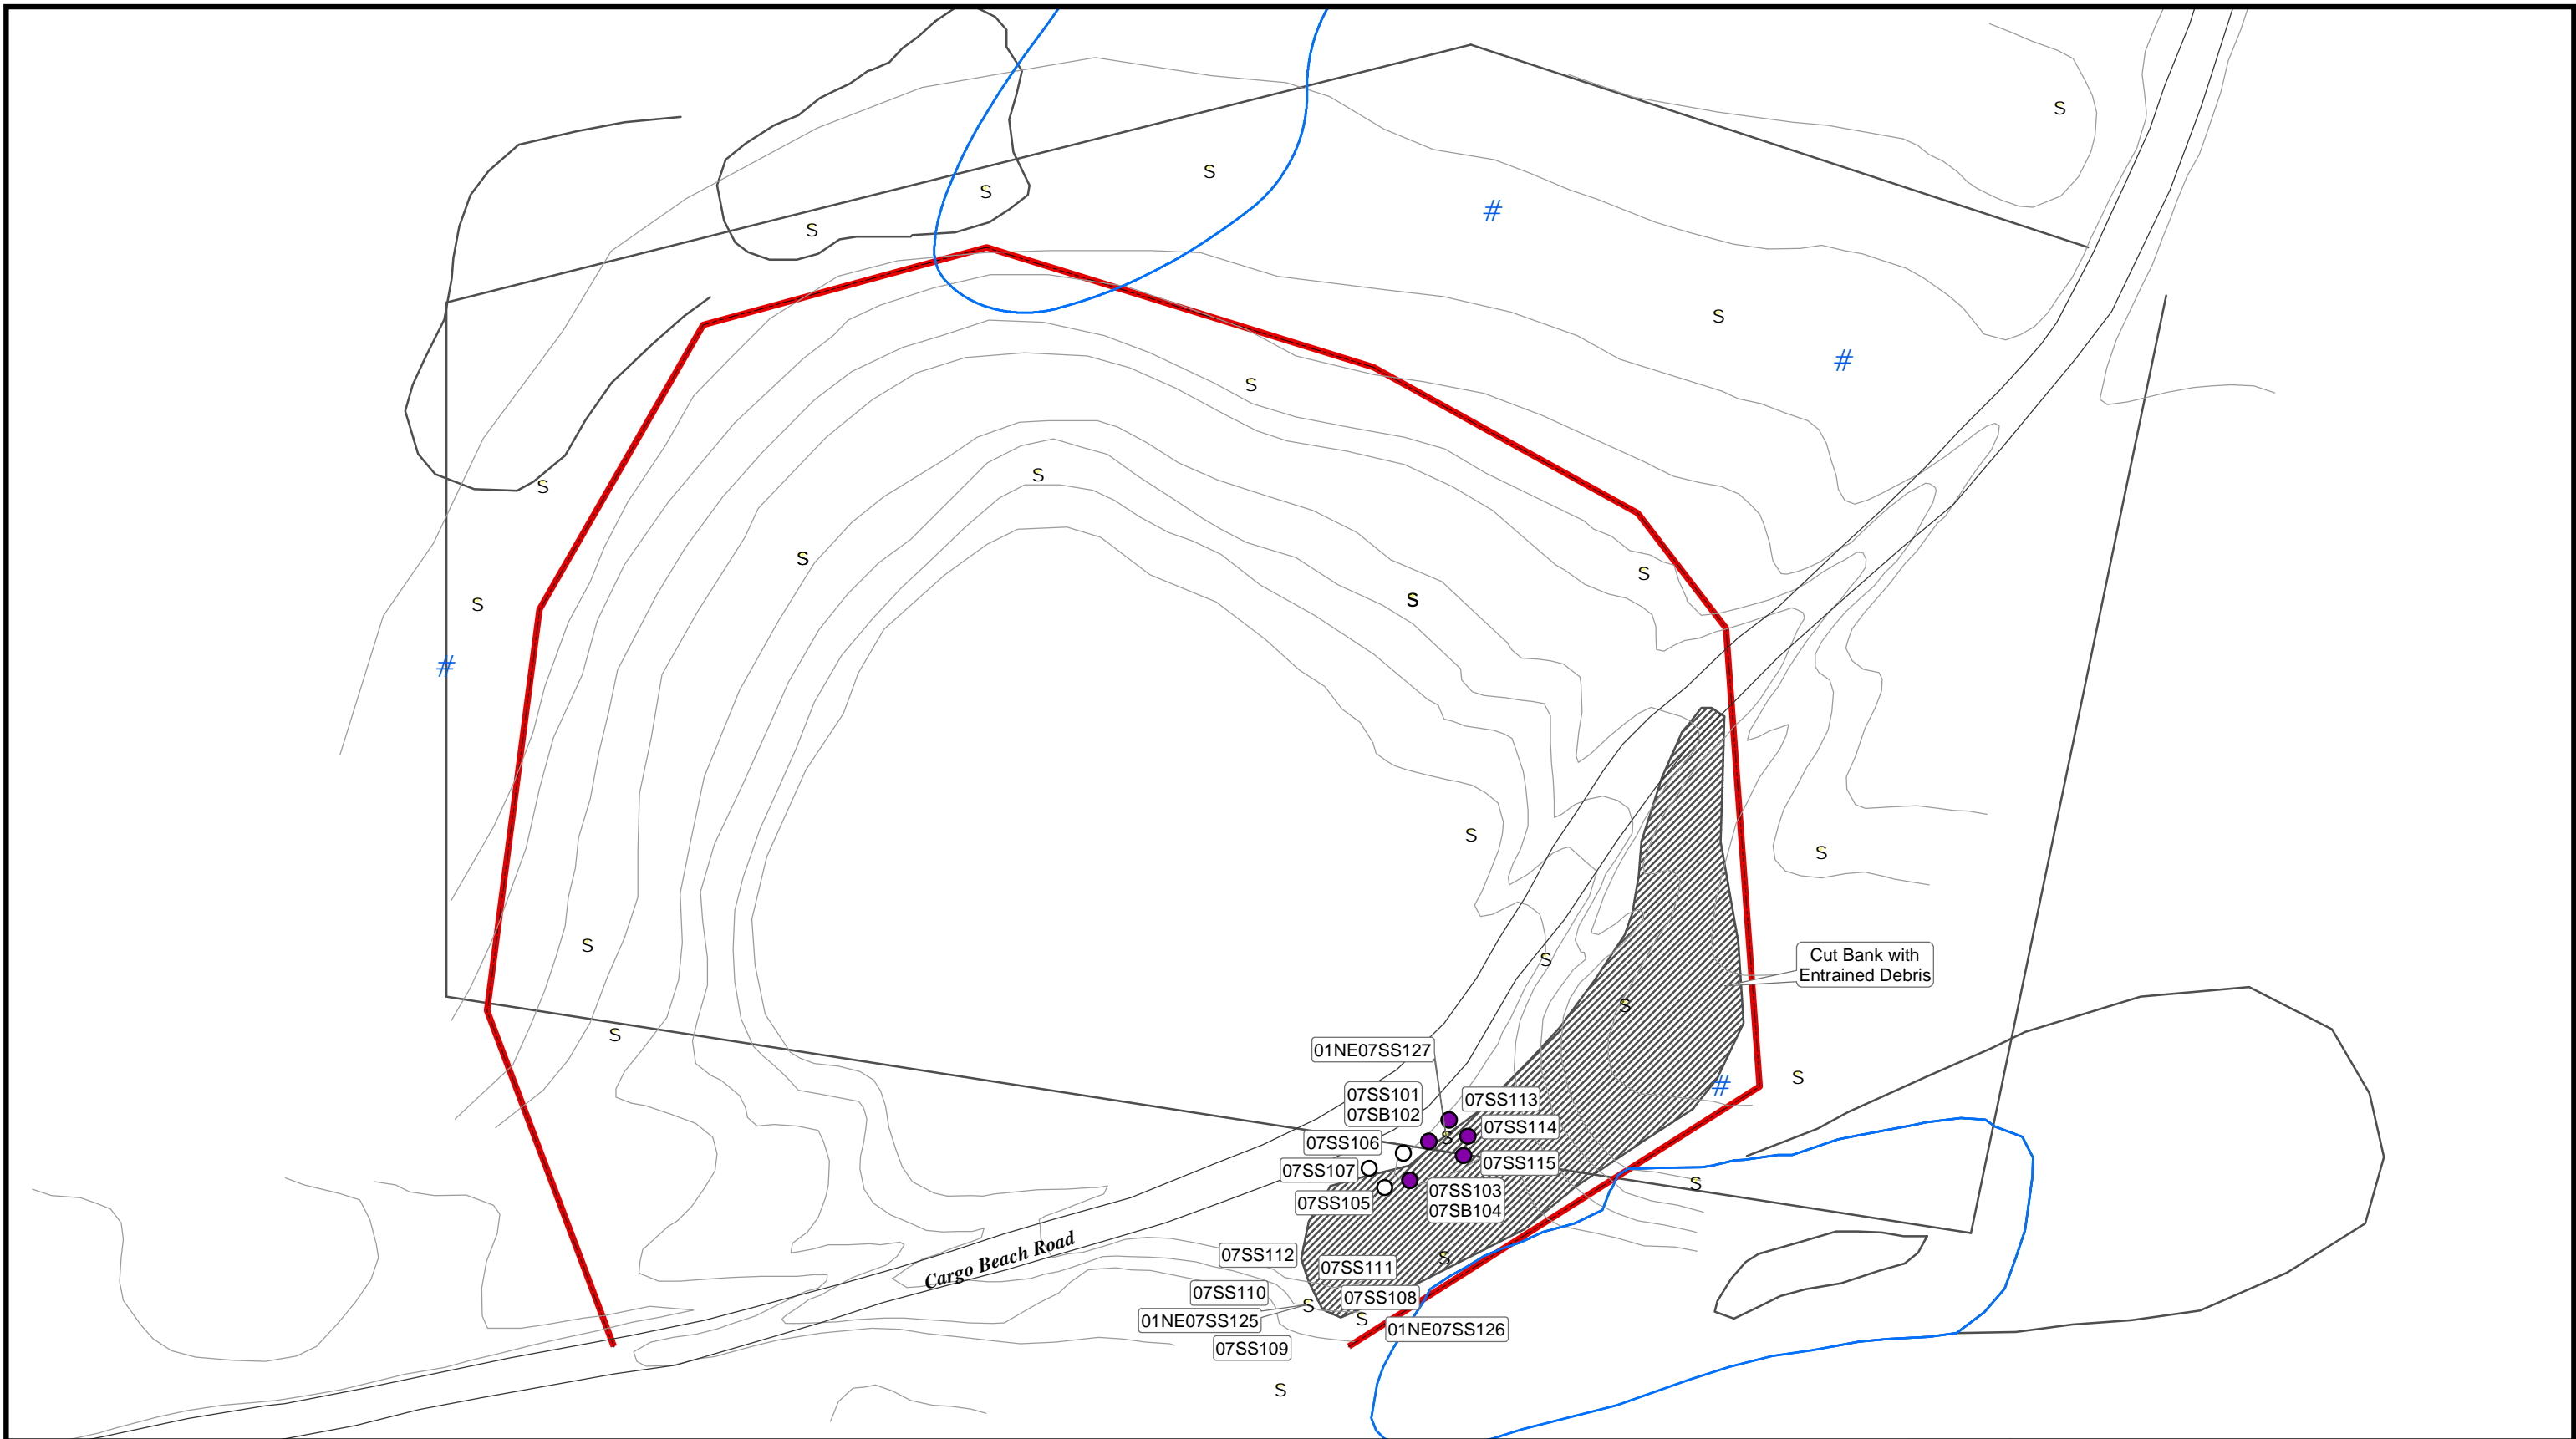 S
S
S
#
S
S
S
#
S
#
S
S
S
S
S
S
S
#
S
S
S
S
Cut Bank with
Entrained Debris
S
S
01NE07SS127
S
#
07SS101
07SB102
07SS113
07SS114
S
07SS106
07SS115
07SS107
S
07SS103
07SB104
07SS105
Cargo Beach Road
07SS112
S
07SS111
07SS110
07SS108
S
01NE07SS125
S
01NE07SS126
07SS109
S